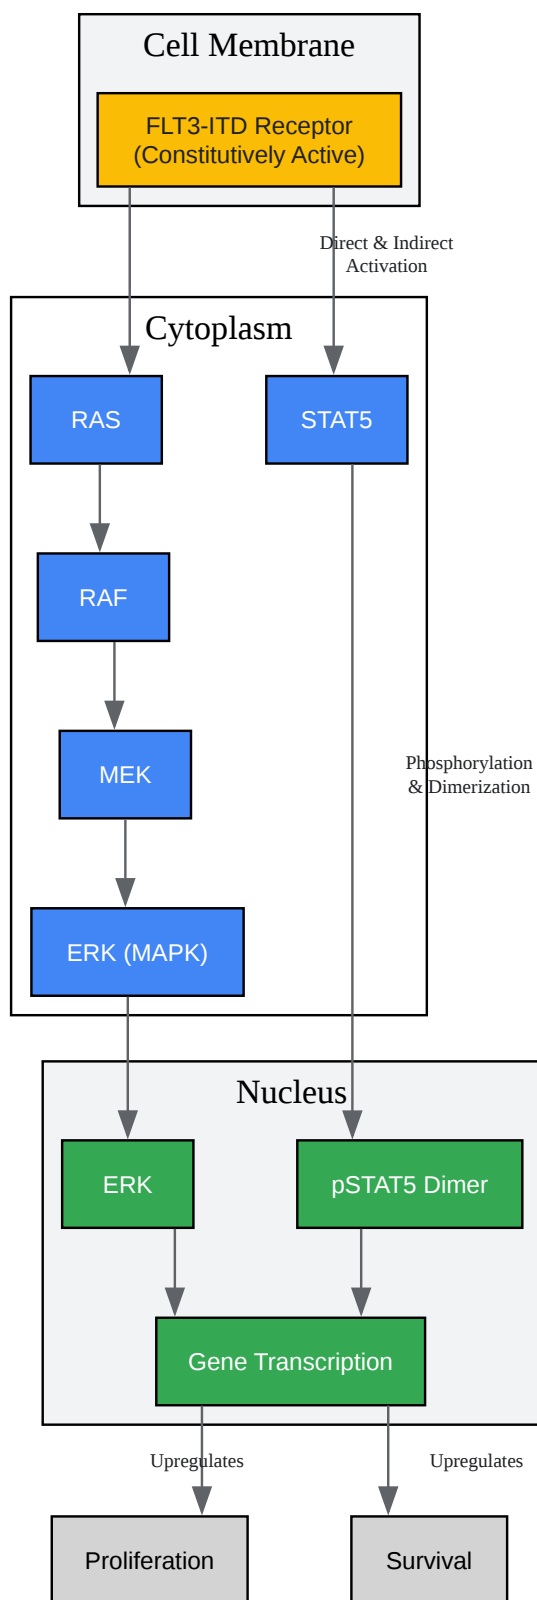 Cell Membrane
FLT3-ITD Receptor
(Constitutively Active)
Direct & Indirect
Activation
Cytoplasm
RAS
STAT5
RAF
MEK
Phosphorylation
& Dimerization
ERK (MAPK)
Nucleus
ERK
pSTAT5 Dimer
Gene Transcription
Upregulates
Upregulates
Proliferation
Survival